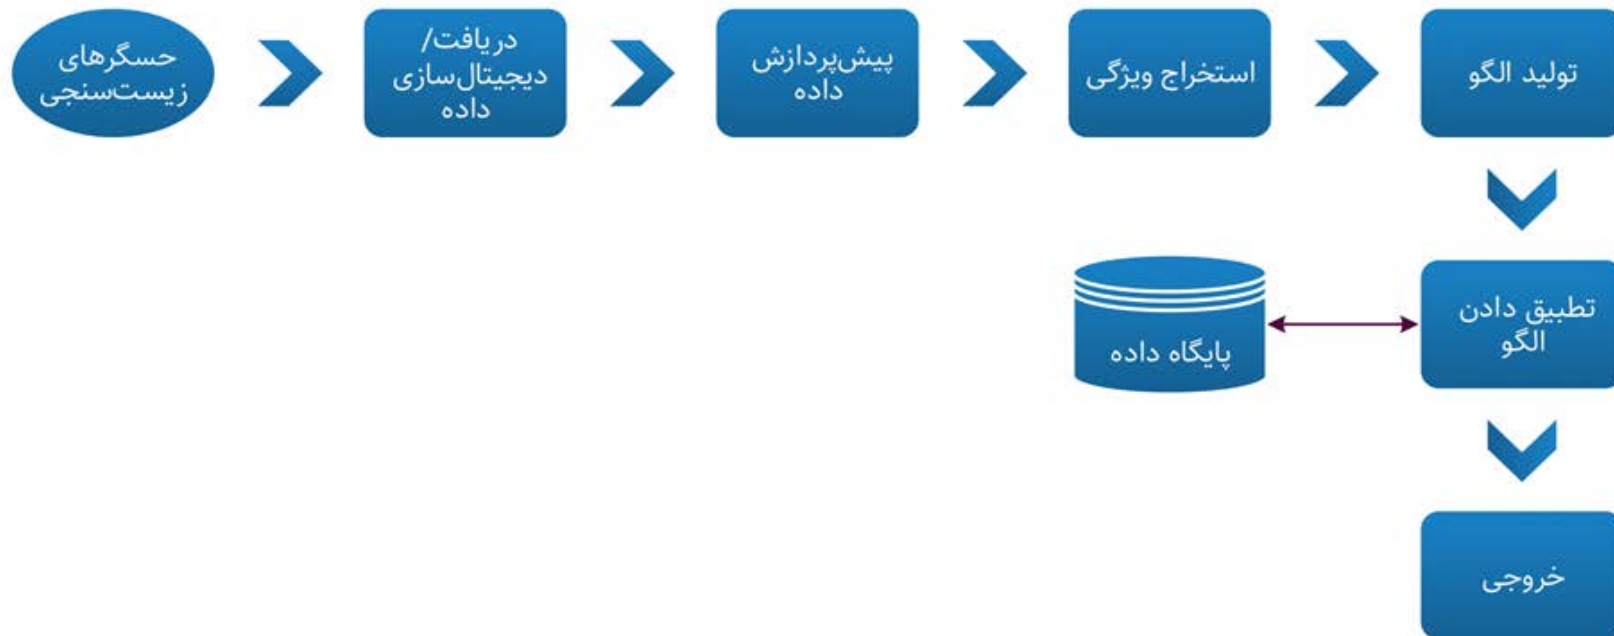 حسگرهای
زیست‌سنجی
دریافت/
دیجیتال‌سازی
داده
پیش‌پردازش
داده
استخراج ویژگی
تولید الگو
تطبیق دادن
الگو
پایگاه داده
خروجی